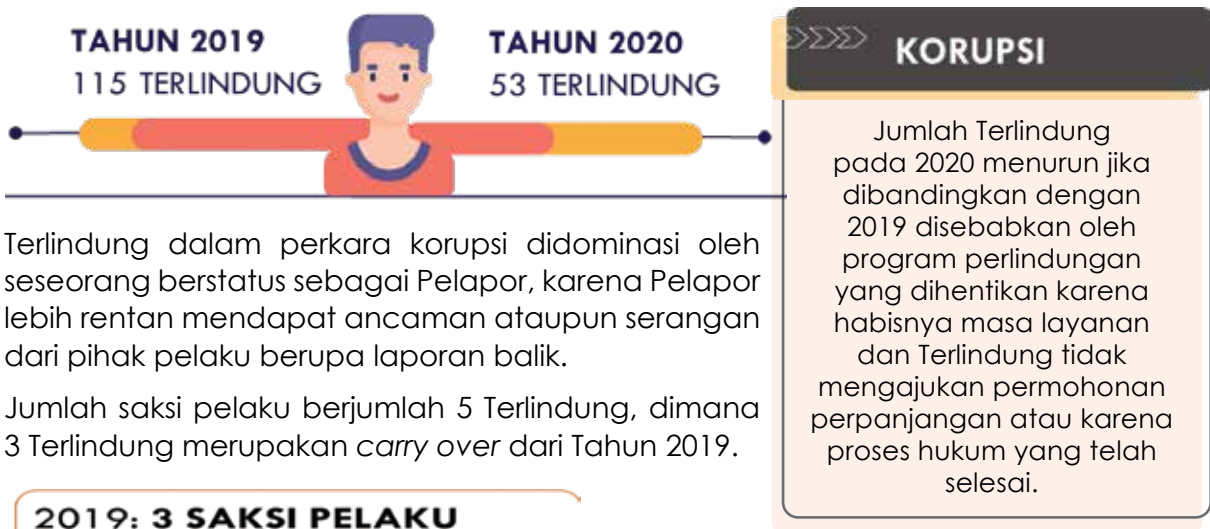 TAHUN 2019
115 TERLINDUNG
TAHUN 2020
53 TERLINDUNG
Terlindung dalam perkara korupsi didominasi oleh
seseorang berstatus sebagai Pelapor, karena Pelapor
lebih rentan mendapat ancaman ataupun serangan
dari pihak pelaku berupa laporan balik.
Jumlah saksi pelaku berjumlah 5 Terlindung, dimana
3 Terlindung merupakan carry over dari Tahun 2019.
2019: 3 SAKSI PELAKU
KORUPSI
Jumlah Terlindung
pada 2020 menurun jika
dibandingkan dengan
2019 disebabkan oleh
program perlindungan
yang dihentikan karena
habisnya masa layanan
dan Terlindung tidak
mengajukan permohonan
perpanjangan atau karena
proses hukum yang telah
selesai.